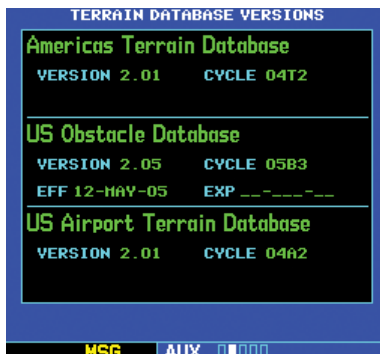 TERRAIN DATABASE VERSIONS
Americas Terrain Database
VERSION 2.01 CYCLE 04T2
US Obstacle Database
VERSION 2.05 CYCLE 05B3
EFF 12-MAY-05 EXP __-___-__
US Airport Terrain Database
VERSION 2.01 CYCLE 04A2
MSG AUX